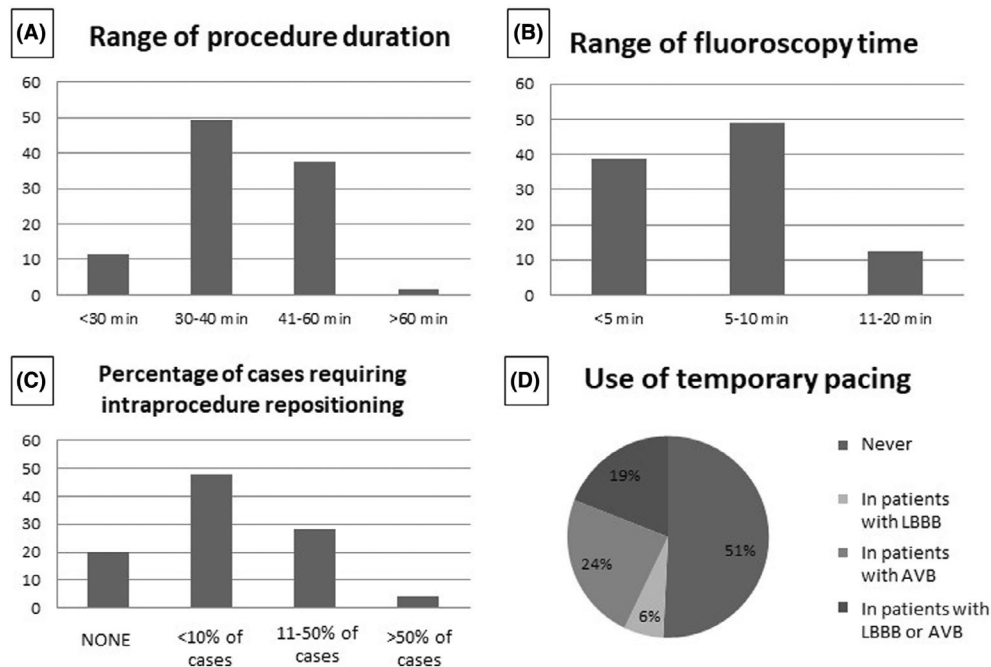 (A)
Range of procedure duration
60
50
40
30
20
10
0
<30 min
30-40 min
41-60 min
>60 min
(B)
Range of fluoroscopy time
60
50
40
30
20
10
0
<5 min
5-10 min
11-20 min
(C)
Percentage of cases requiring
intraprocedure repositioning
60
50
40
30
20
10
0
NONE
<10% of
cases
11-50% of
cases
>50% of
cases
(D)
Use of temporary pacing
19%
51%
24%
6%
Never
In patients
with LBBB
In patients
with AVB
In patients with
LBBB or AVB